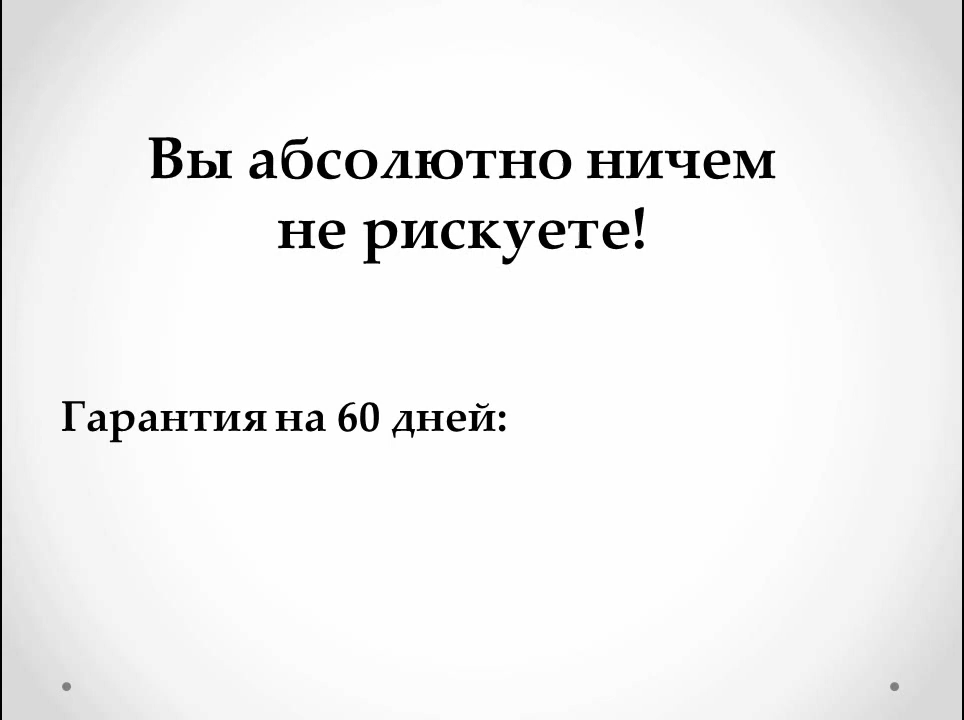 Вы абсолютно ничем
не рискуете!
Гарантия на 60 дней: